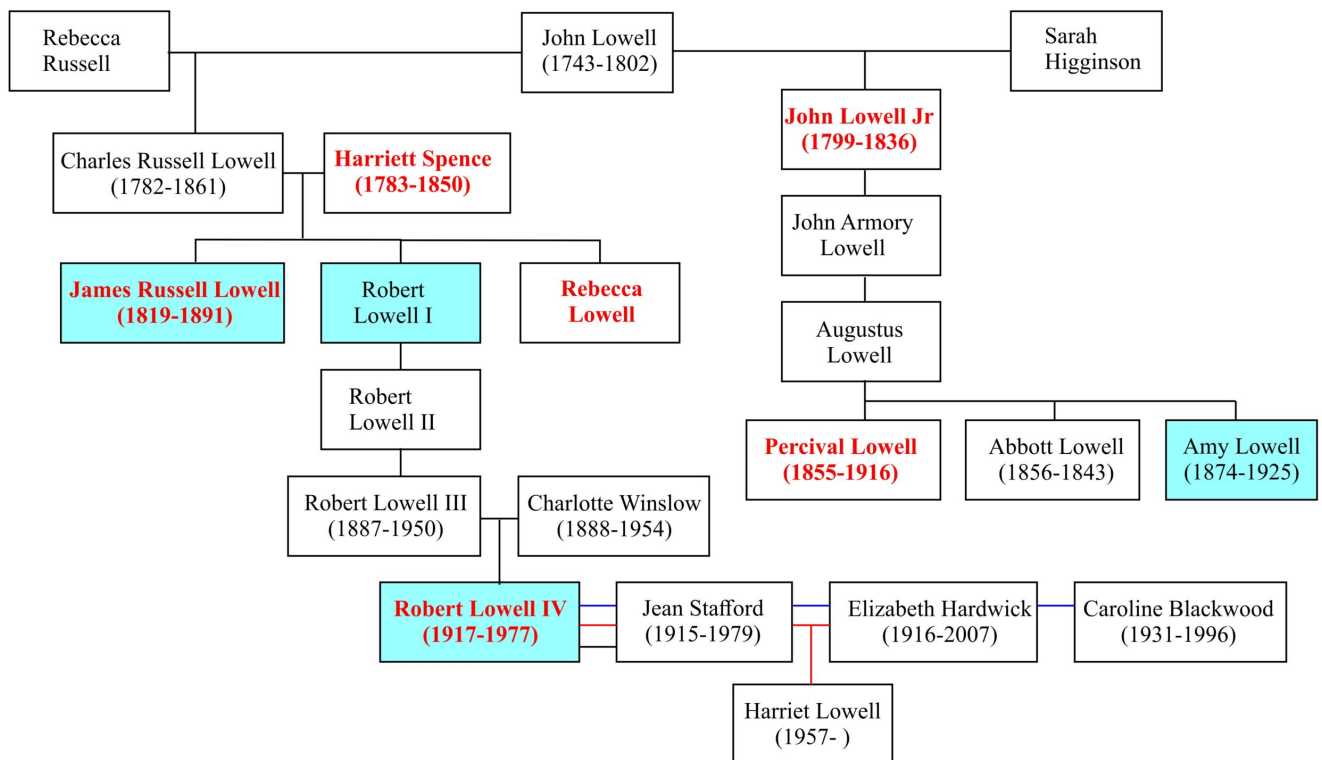 Rebecca
Russell
John Lowell
(1743-1802)
Sarah
Higginson
John Lowell Jr
(1799-1836)
Charles Russell Lowell
(1782-1861)
Harriett Spence
(1783-1850)
John Armory
Lowell
James Russell Lowell
(1819-1891)
Robert
Lowell I
Rebecca
Lowell
Augustus
Lowell
Robert
Lowell II
Percival Lowell
(1855-1916)
Abbott Lowell
(1856-1843)
Amy Lowell
(1874-1925)
Robert Lowell III
(1887-1950)
Charlotte Winslow
(1888-1954)
Robert Lowell IV
(1917-1977)
Jean Stafford
(1915-1979)
Elizabeth Hardwick
(1916-2007)
Caroline Blackwood
(1931-1996)
Harriet Lowell
(1957- )